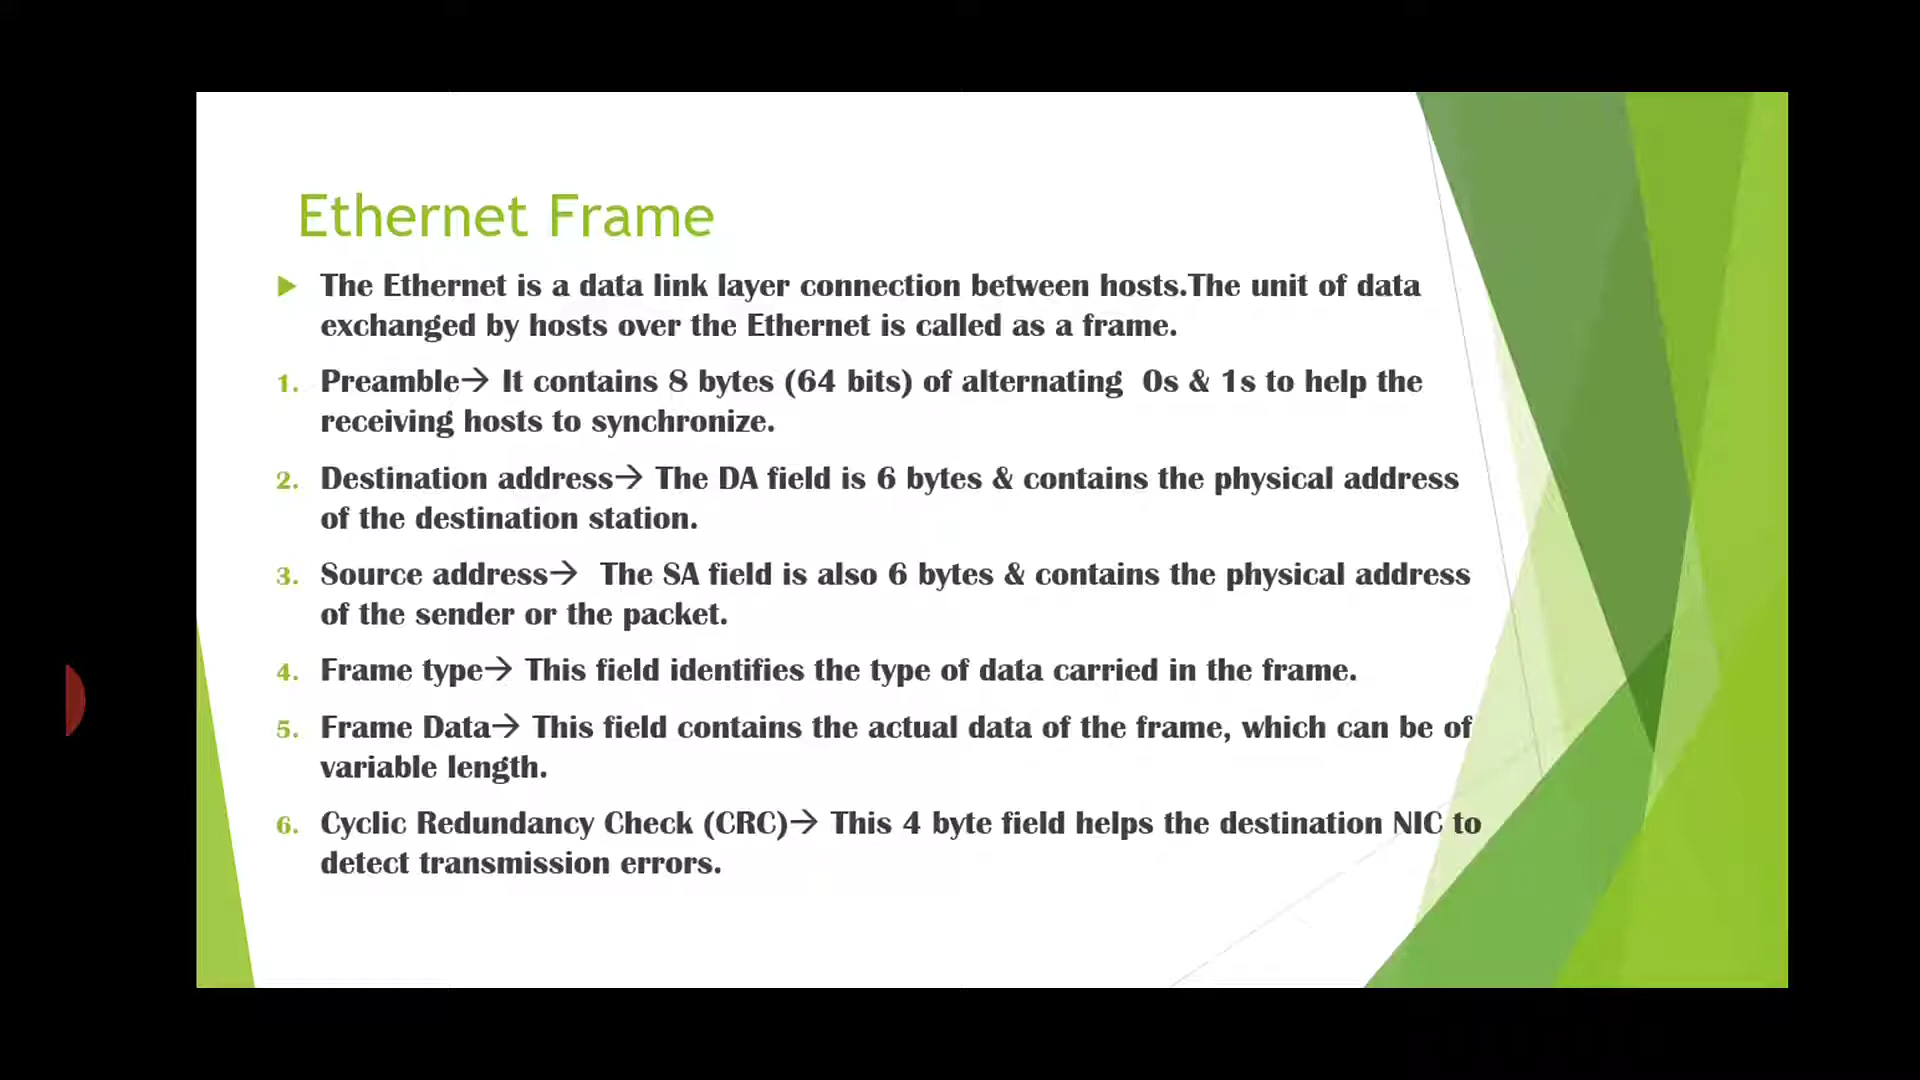 Ethernet Frame
The Ethernet is a data link layer connection between hosts.The unit of data
exchanged by hosts over the Ethernet is called as a frame.
1. Preamble→ It contains 8 bytes (64 bits) of alternating 0s & 1s to help the
receiving hosts to synchronize.
2. Destination address→ The DA field is 6 bytes & contains the physical address
of the destination station.
3. Source address→ The SA field is also 6 bytes & contains the physical address
of the sender or the packet.
4. Frame type→ This field identifies the type of data carried in the frame.
5. Frame Data→ This field contains the actual data of the frame, which can be of
variable length.
6. Cyclic Redundancy Check (CRC)→ This 4 byte field helps the destination NIC to
detect transmission errors.